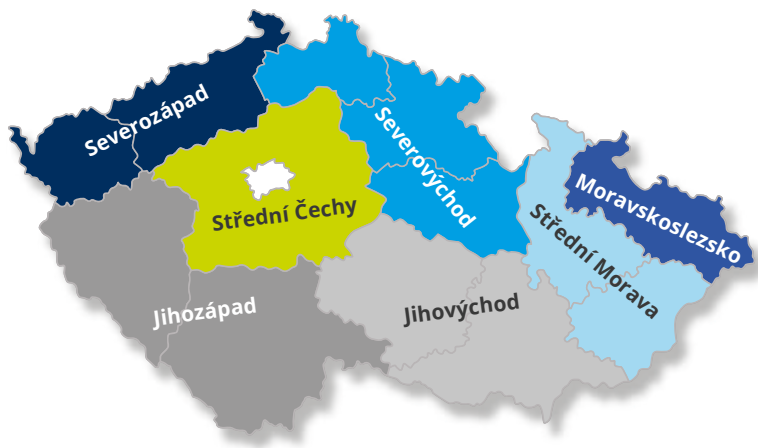 Severozápad
Severovýchod
Střední Čechy
Moravskoslezsko
Střední Morava
Jihozápad
Jihovýchod